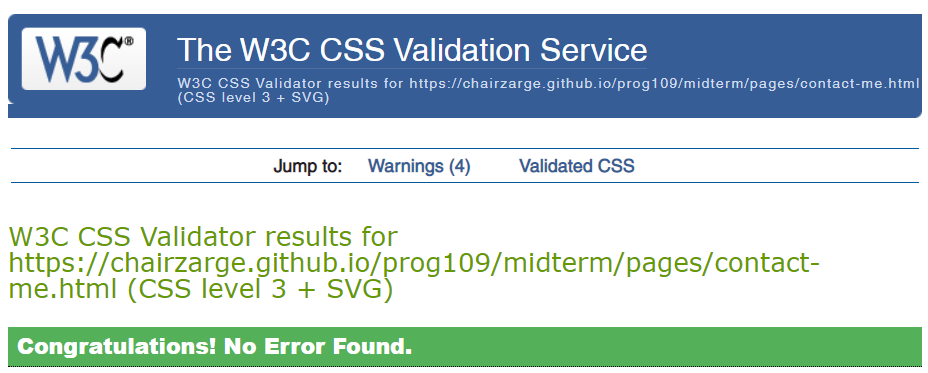 W3C®
The W3C CSS Validation Service
W3C CSS Validator results for https://chairzarge.github.io/prog109/midterm/pages/contact-me.html
(CSS level 3 + SVG)
Jump to: Warnings (4) Validated CSS
W3C CSS Validator results for
https://chairzarge.github.io/prog109/midterm/pages/contact-
me.html (CSS level 3 + SVG)
Congratulations! No Error Found.